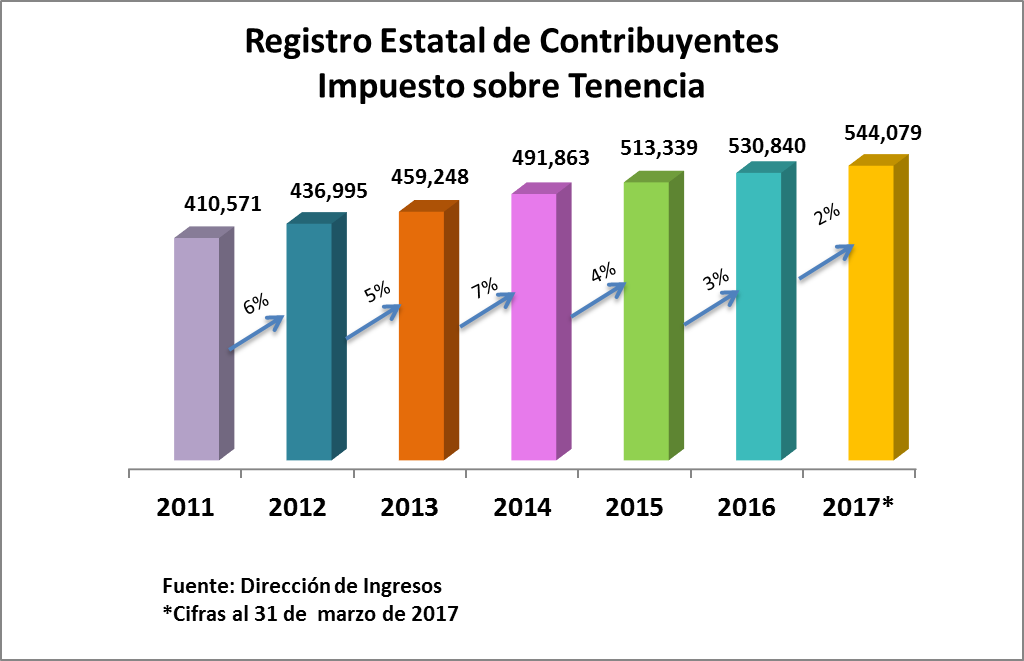 Registro Estatal de Contribuyentes
Impuesto sobre Tenencia
410,571
436,995
459,248
491,863
513,339
530,840
544,079
6%
5%
7%
4%
3%
2%
2011 2012 2013 2014 2015 2016 2017*
Fuente: Dirección de Ingresos
*Cifras al 31 de marzo de 2017